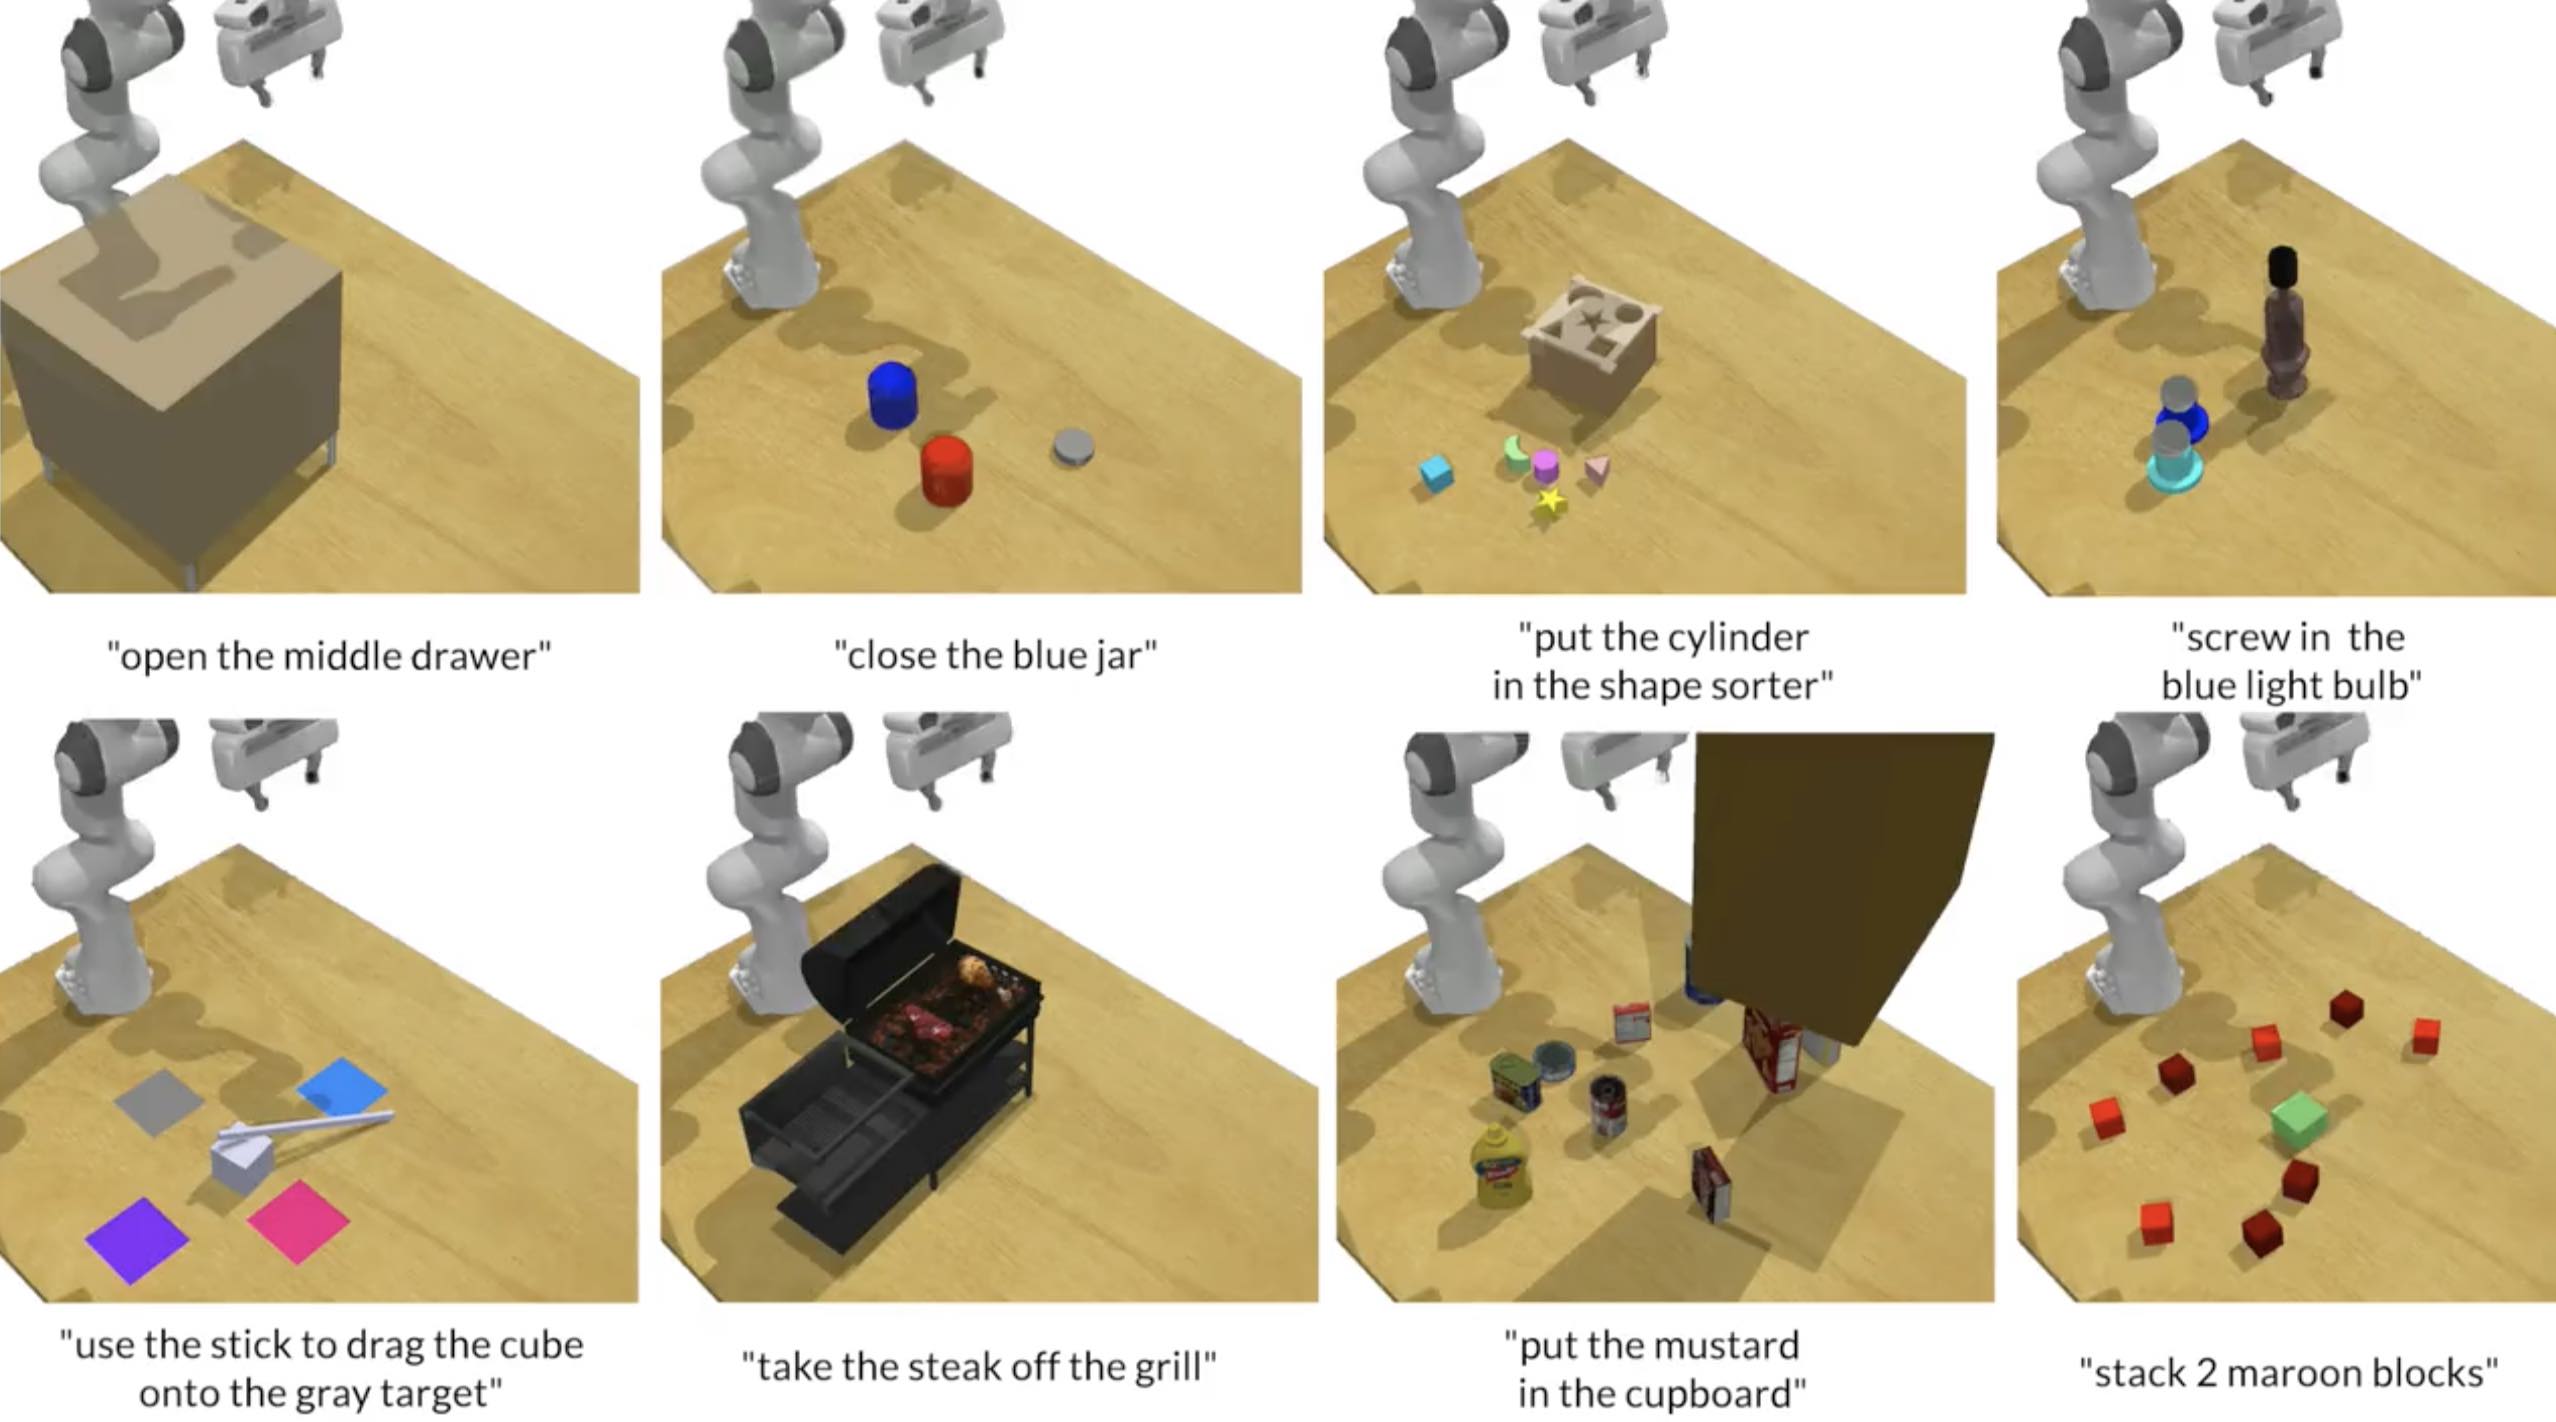 "open the middle drawer"
"close the blue jar"
"put the cylinder
in the shape sorter"
"screw in the
blue light bulb"
"use the stick to drag the cube
onto the gray target"
"take the steak off the grill"
"put the mustard
in the cupboard"
"stack 2 maroon blocks"